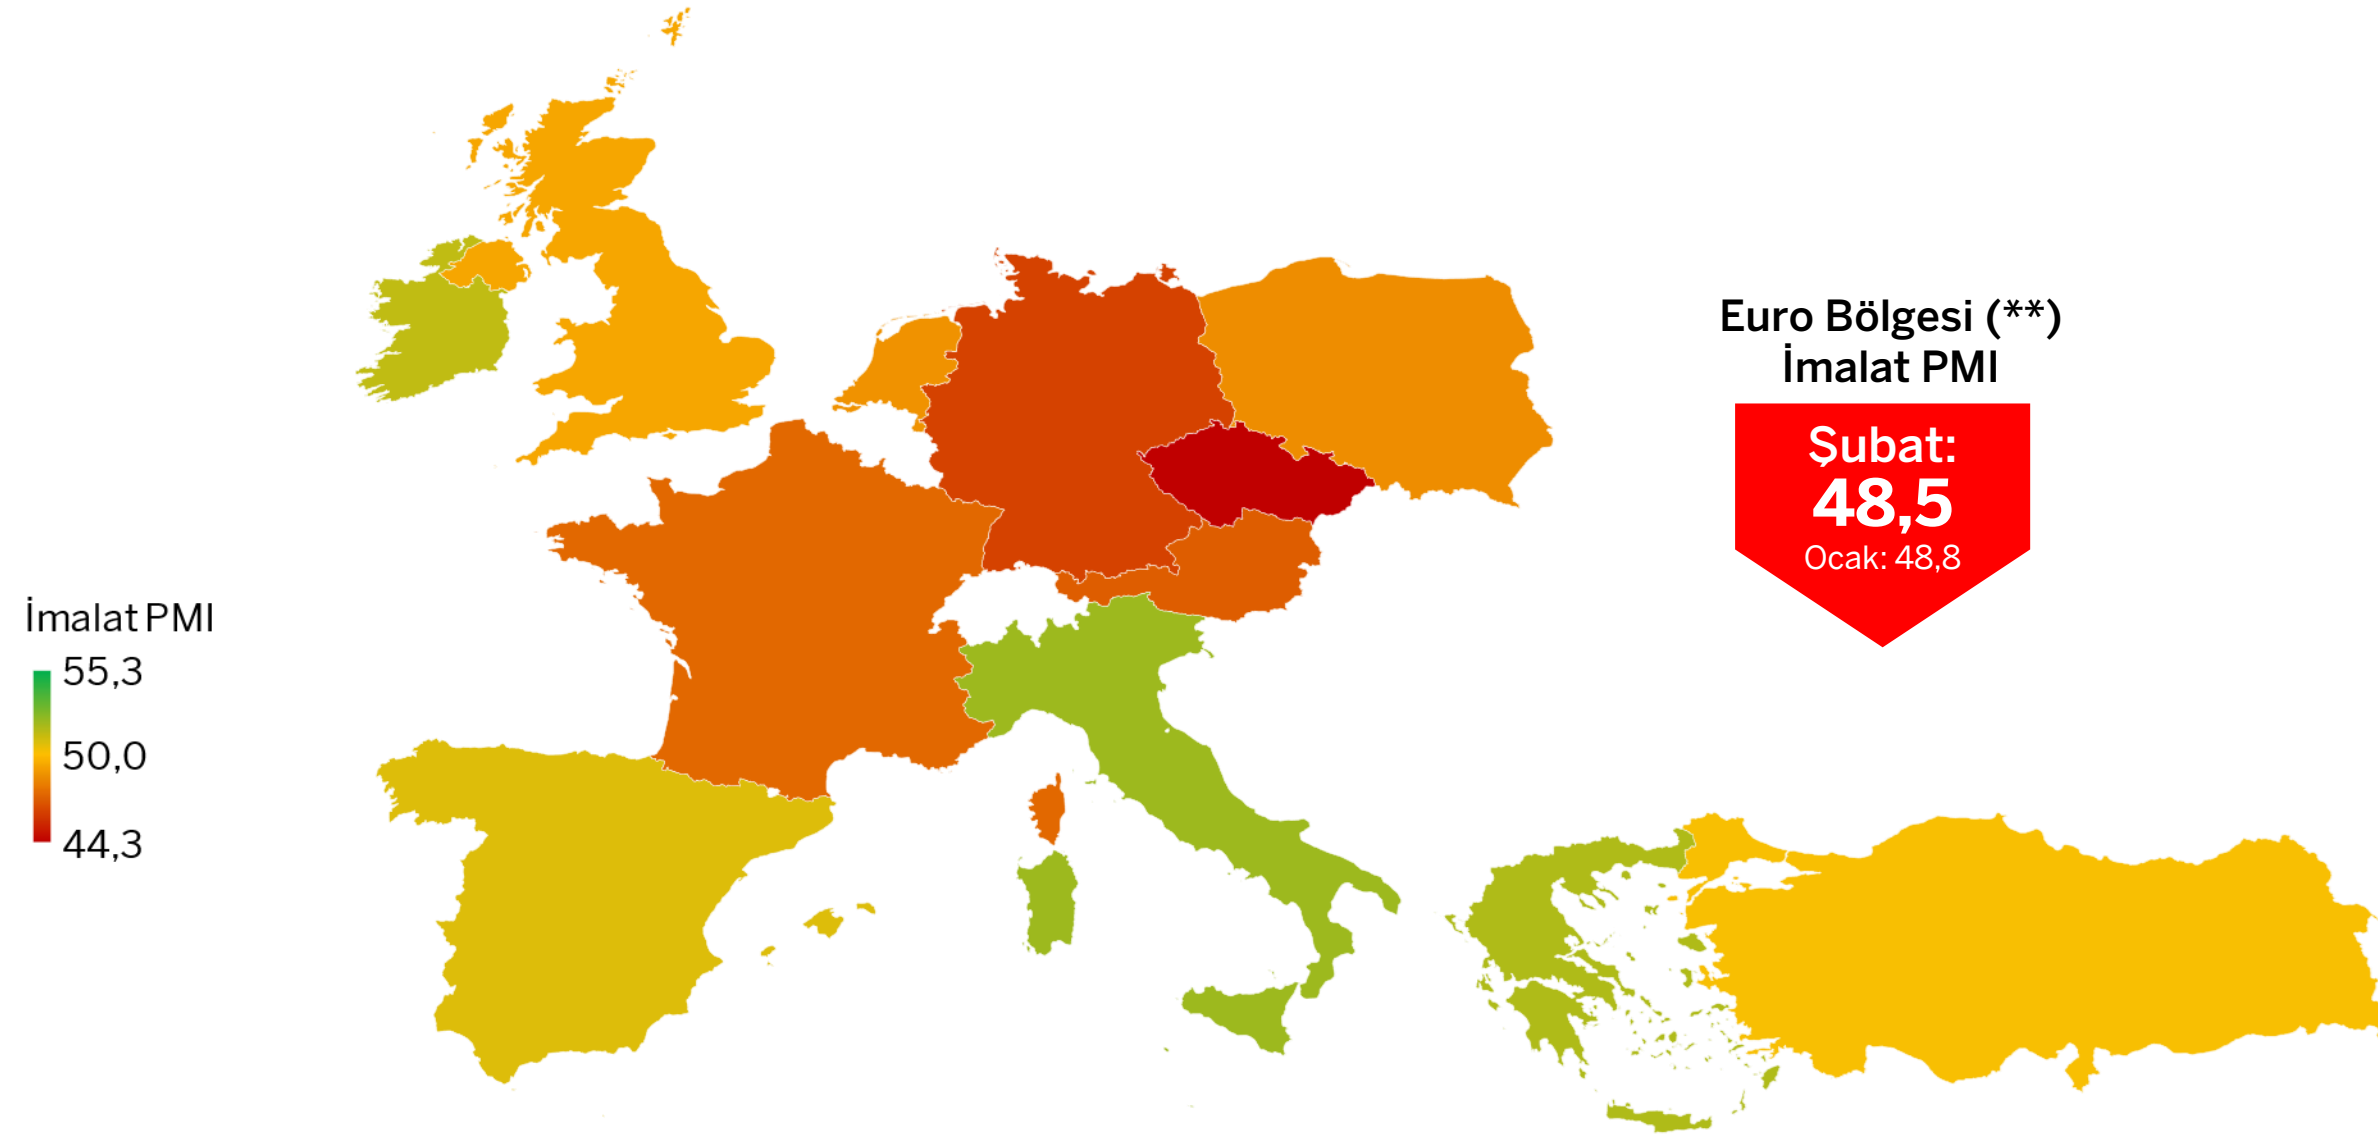 Euro Bölgesi (**)
İmalat PMI
Şubat:
48,5
Ocak: 48,8
İmalat PMI
55,3
50,0
44,3